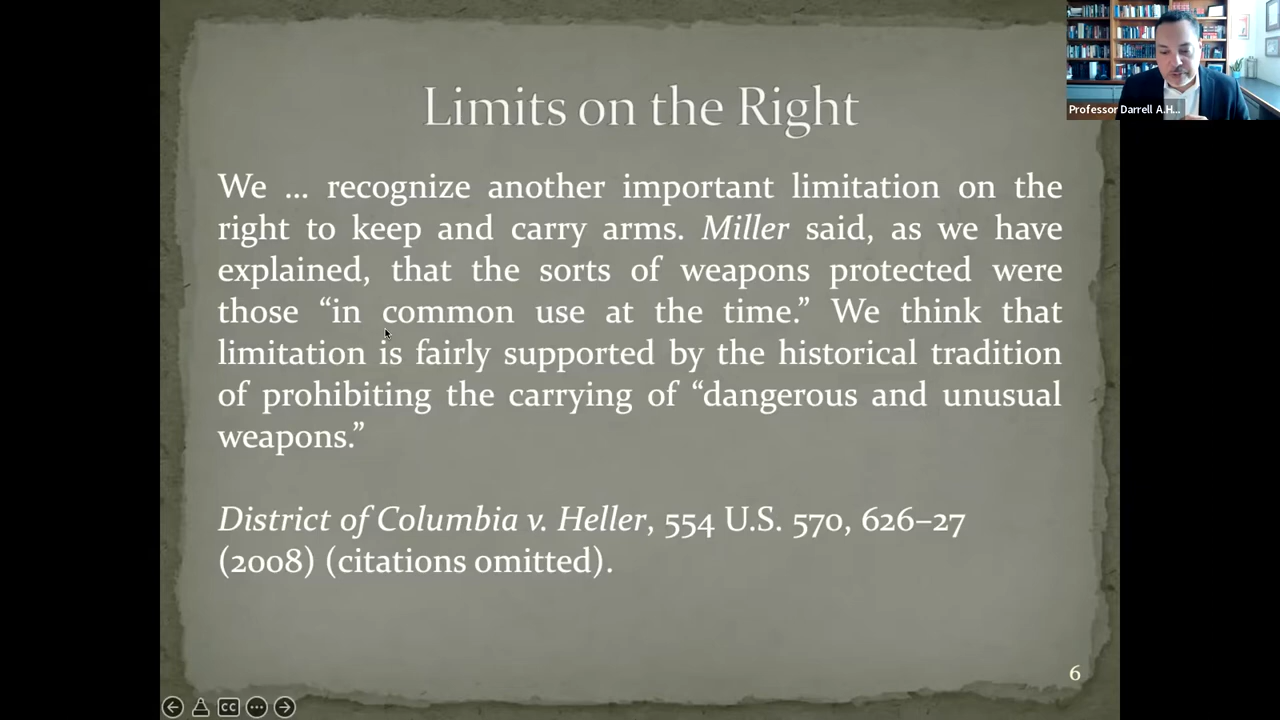 Limits on the Right
Professor Darrell A.H...
We ... recognize another important limitation on the
right to keep and carry arms. Miller said, as we have
explained, that the sorts of weapons protected were
those “in common use at the time.” We think that
limitation is fairly supported by the historical tradition
of prohibiting the carrying of “dangerous and unusual
weapons.”
District of Columbia v. Heller, 554 U.S. 570, 626–27
(2008) (citations omitted).
6
CC